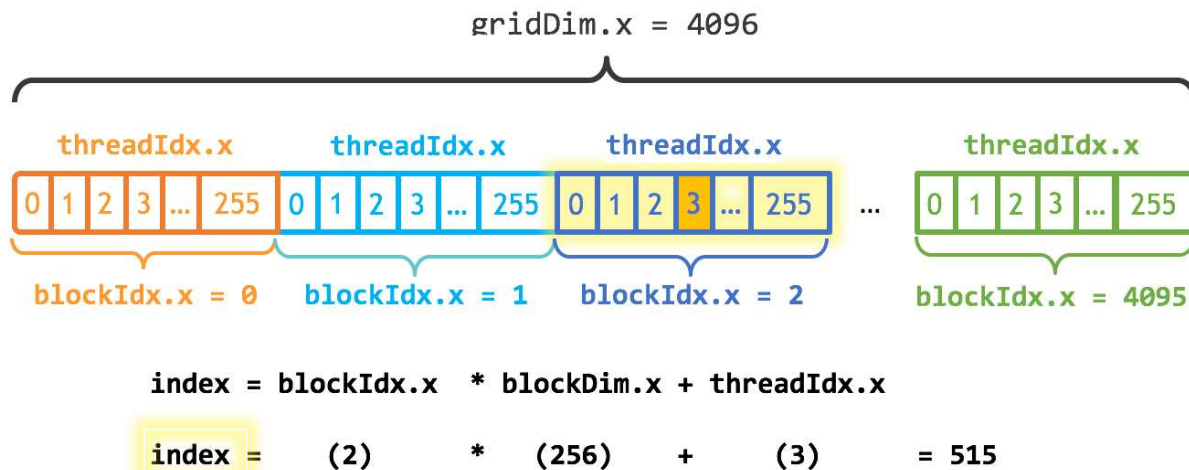 gridDim.x = 4096
threadIdx.x threadIdx.x threadIdx.x threadIdx.x
0 1 2 3 ... 255 0 1 2 3 ... 255 0 1 2 3 ... 255 ... 0 1 2 3 ... 255
blockIdx.x = 0 blockIdx.x = 1 blockIdx.x = 2 blockIdx.x = 4095
index = blockIdx.x * blockDim.x + threadIdx.x
index = (2) * (256) + (3) = 515